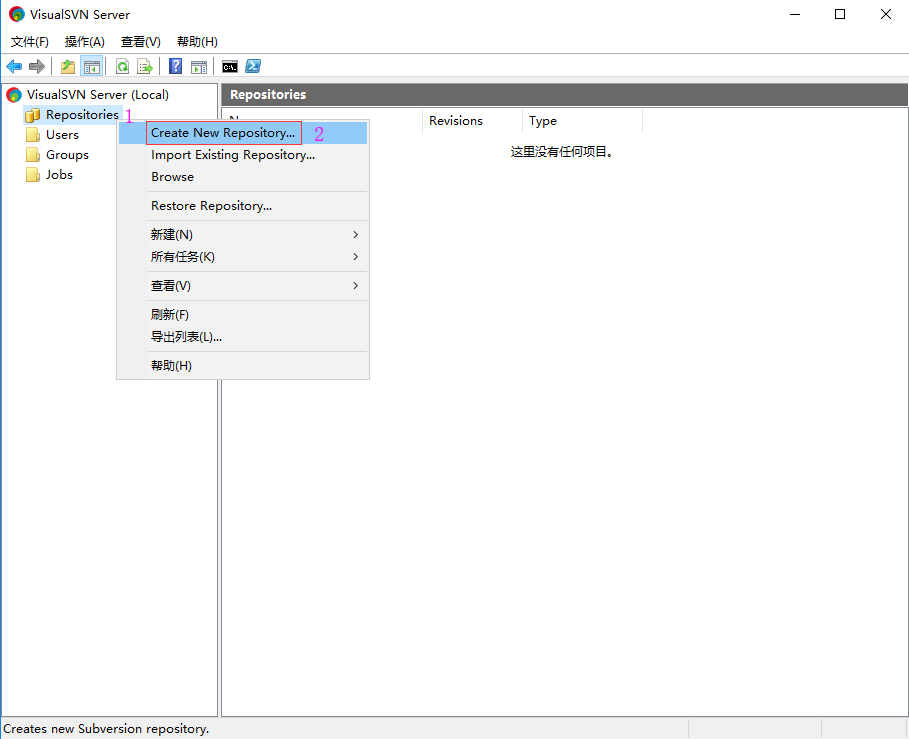 VisualSVN Server
文件(F) 操作(A) 查看(V) 帮助(H)
VisualSVN Server (Local)
Repositories 1
Users
Groups
Jobs
Repositories
Revisions Type
这里没有任何项目。
Create New Repository... 2
Import Existing Repository...
Browse
Restore Repository...
新建(N)
所有任务(K)
查看(V)
刷新(F)
导出列表(L)...
帮助(H)
Creates new Subversion repository.